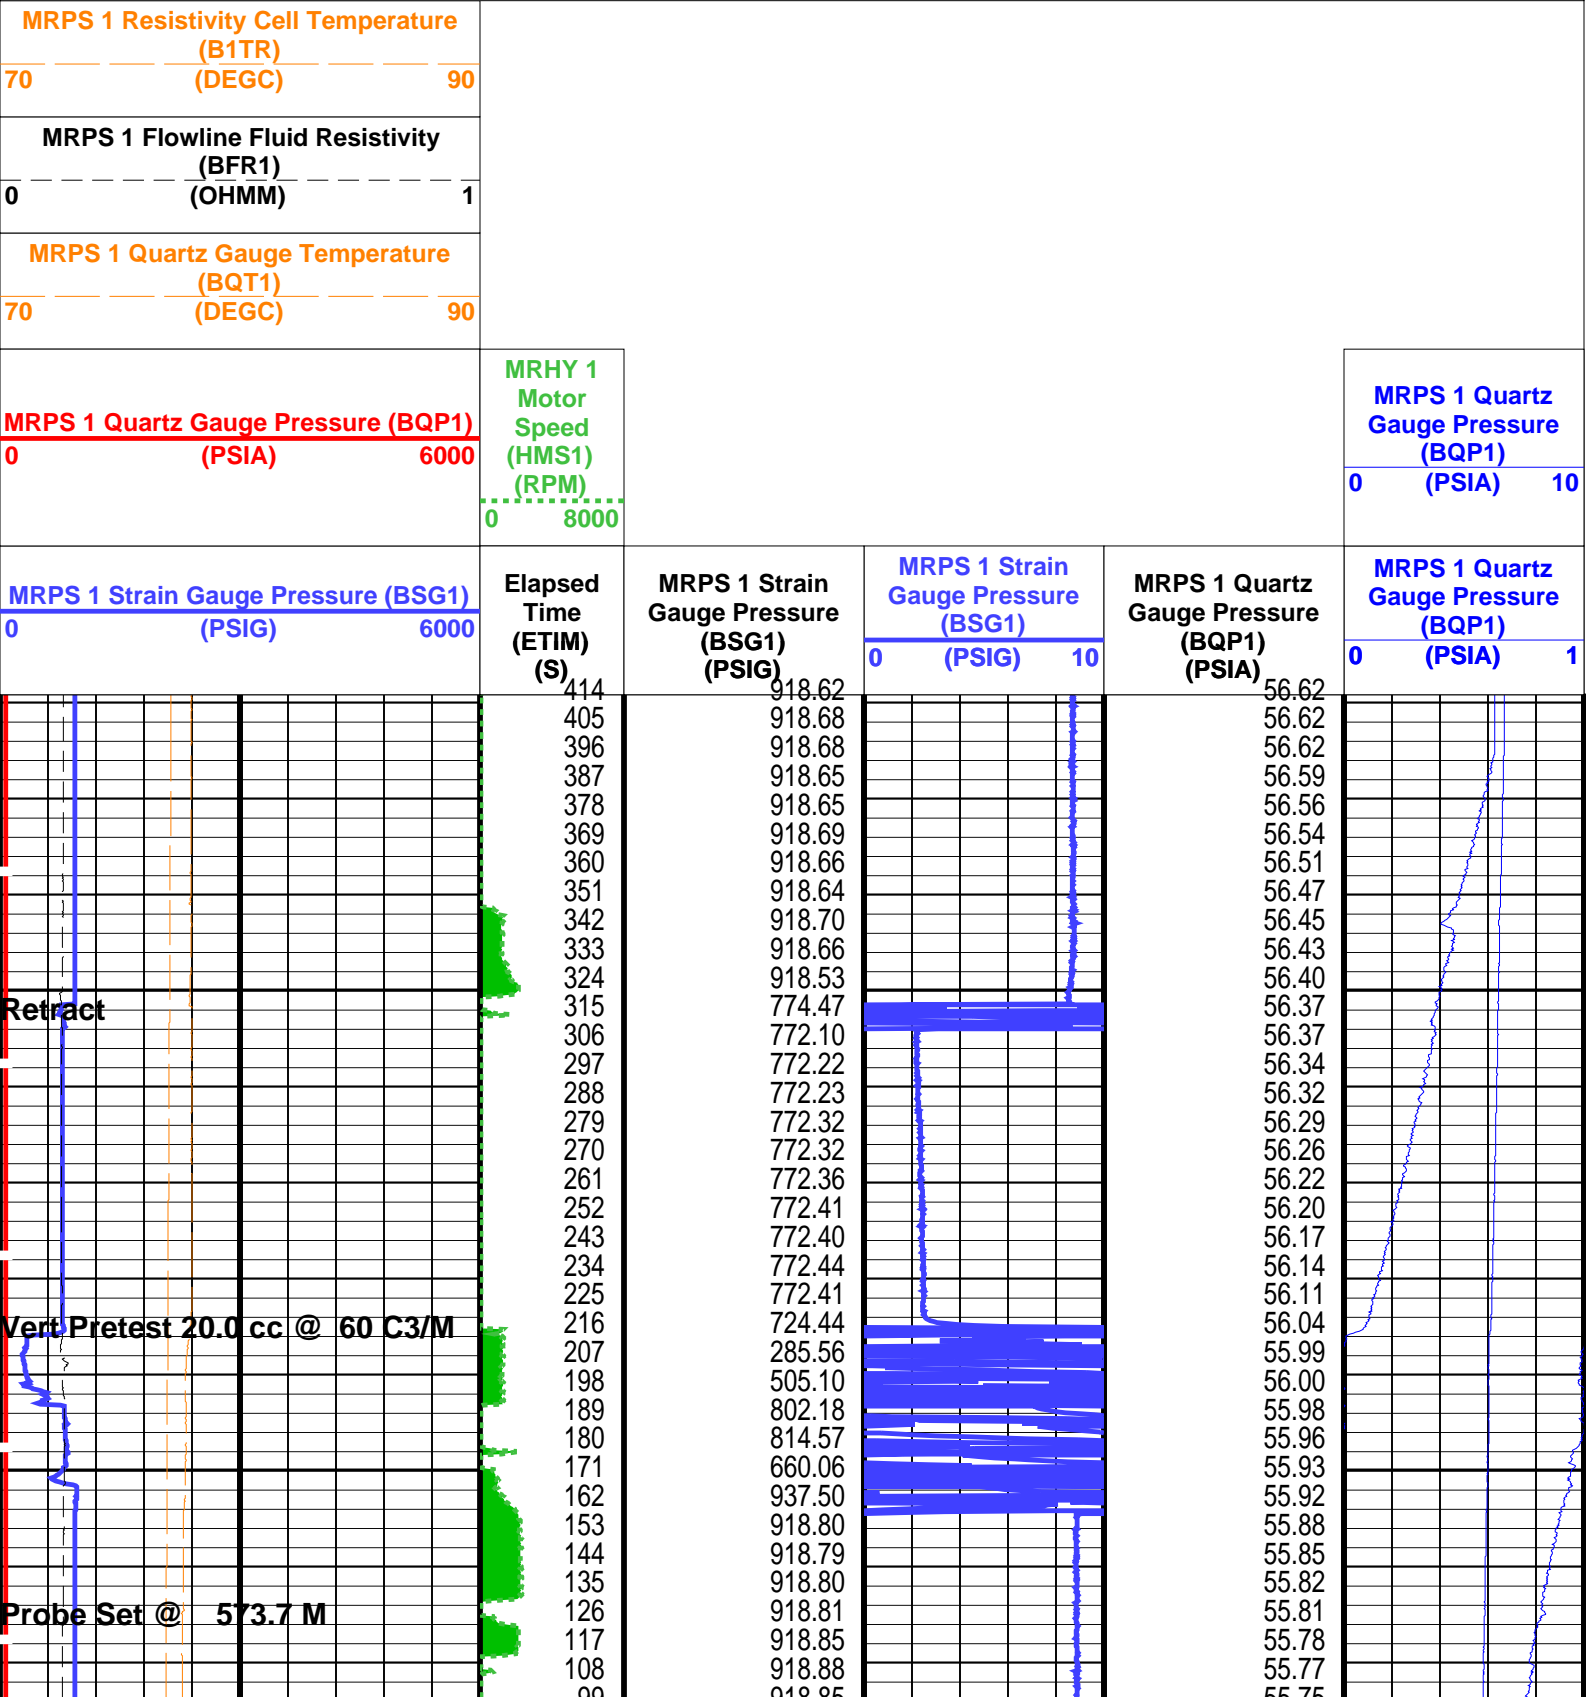 MRPS 1 Resistivity Cell Temperature
(B1TR)
70 (DEGC) 90
MRPS 1 Flowline Fluid Resistivity
(BFR1)
0 (OHMM) 1
MRPS 1 Quartz Gauge Temperature
(BQT1)
70 (DEGC) 90
MRPS 1 Quartz Gauge Pressure (BQP1)
0 (PSIA) 6000
MRHY 1
Motor
Speed
(HMS1)
(RPM)
0 8000
MRPS 1 Quartz
Gauge Pressure
(BQP1)
0 (PSIA) 10
MRPS 1 Strain Gauge Pressure (BSG1)
0 (PSIG) 6000
Elapsed
Time
(ETIM)
(S)
MRPS 1 Strain
Gauge Pressure
(BSG1)
(PSIG)
MRPS 1 Strain
Gauge Pressure
(BSG1)
0 (PSIG) 10
MRPS 1 Quartz
Gauge Pressure
(BQP1)
(PSIA)
MRPS 1 Quartz
Gauge Pressure
(BQP1)
0 (PSIA) 1
414 918.62 56.62
405 918.68 56.62
396 918.68 56.62
387 918.65 56.59
378 918.65 56.56
369 918.69 56.54
360 918.66 56.51
351 918.64 56.47
342 918.70 56.45
333 918.66 56.43
324 918.53 56.40
Retract 315 774.47 56.37
306 772.10 56.37
297 772.22 56.34
288 772.23 56.32
279 772.32 56.29
270 772.32 56.26
261 772.36 56.22
252 772.41 56.20
243 772.40 56.17
234 772.44 56.14
225 772.41 56.11
Vert Pretest 20.0 cc @ 60 C3/M 216 724.44 56.04
207 285.56 55.99
198 505.10 56.00
189 802.18 55.98
180 814.57 55.96
171 660.06 55.93
162 937.50 55.92
153 918.80 55.88
144 918.79 55.85
135 918.80 55.82
Probe Set @ 573.7 M 126 918.81 55.81
117 918.85 55.78
108 918.88 55.77
99 918.85 55.75